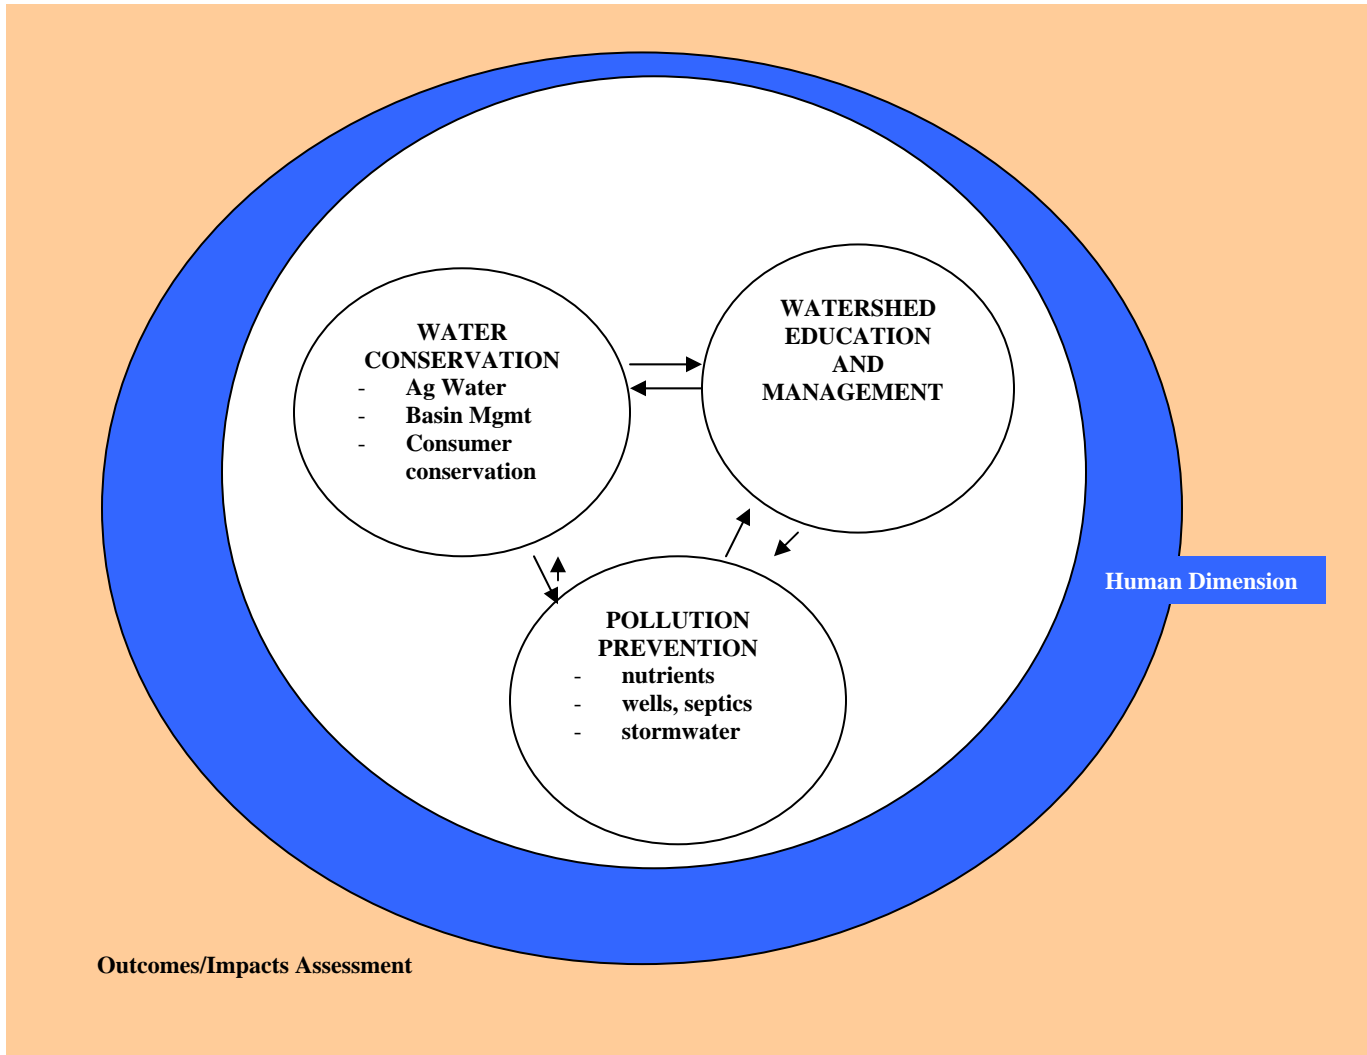 WATER
CONSERVATION
- Ag Water
- Basin Mgmt
- Consumer
conservation
WATERSHED
EDUCATION
AND
MANAGEMENT
POLLUTION
PREVENTION
- nutrients
- wells, septics
- stormwater
Human Dimension
Outcomes/Impacts Assessment